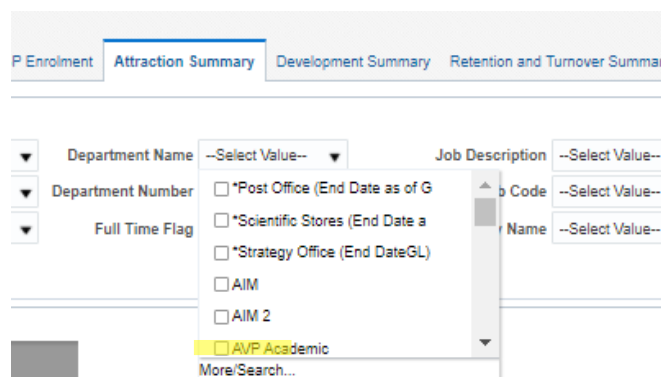 P Enrolment Attraction Summary Development Summary Retention and Turnover Summar
Department Name --Select Value-- Job Description --Select Value--
Department Number b Code --Select Value--
Full Time Flag Name --Select Value--
*Post Office (End Date as of G
*Scientific Stores (End Date a
*Strategy Office (End DateGL)
AIM
AIM 2
AVP Academic
More/Search...